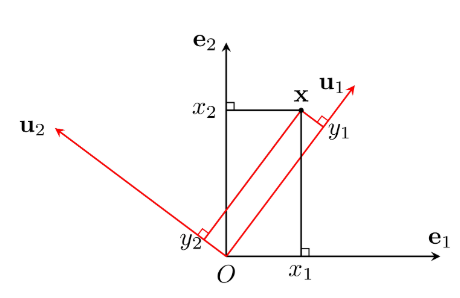 e₂
x
u₁
x₂
y₁
u₂
y₂
e₁
O
x₁